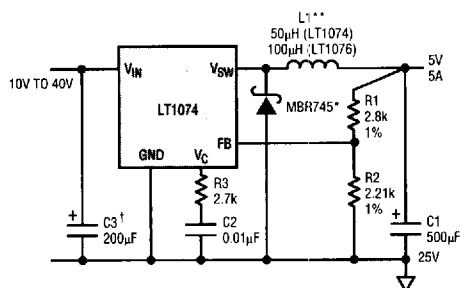 L1**
50µH (LT1074)
100µH (LT1076)
5V
5A
10V TO 40V
VIN
VSW
LT1074
MBR745*
R1
2.8k
1%
FB
GND
VC
R3
2.7k
R2
2.21k
1%
+
C3†
200µF
C2
0.01µF
+
C1
500µF
25V